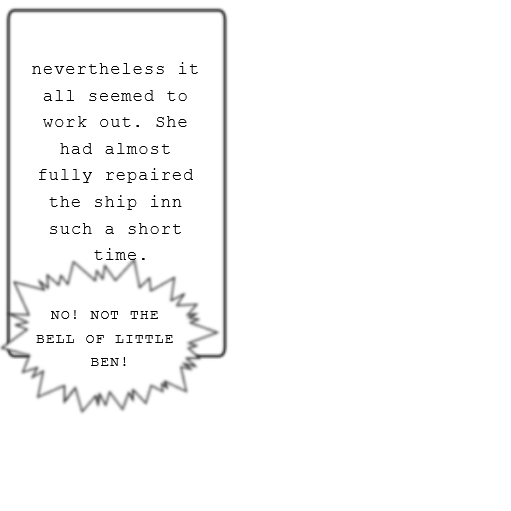 nevertheless it
all seemed to
work out. She
had almost
fully repaired
the ship inn
such a short
time.
NO! NOT THE
BELL OF LITTLE
BEN!